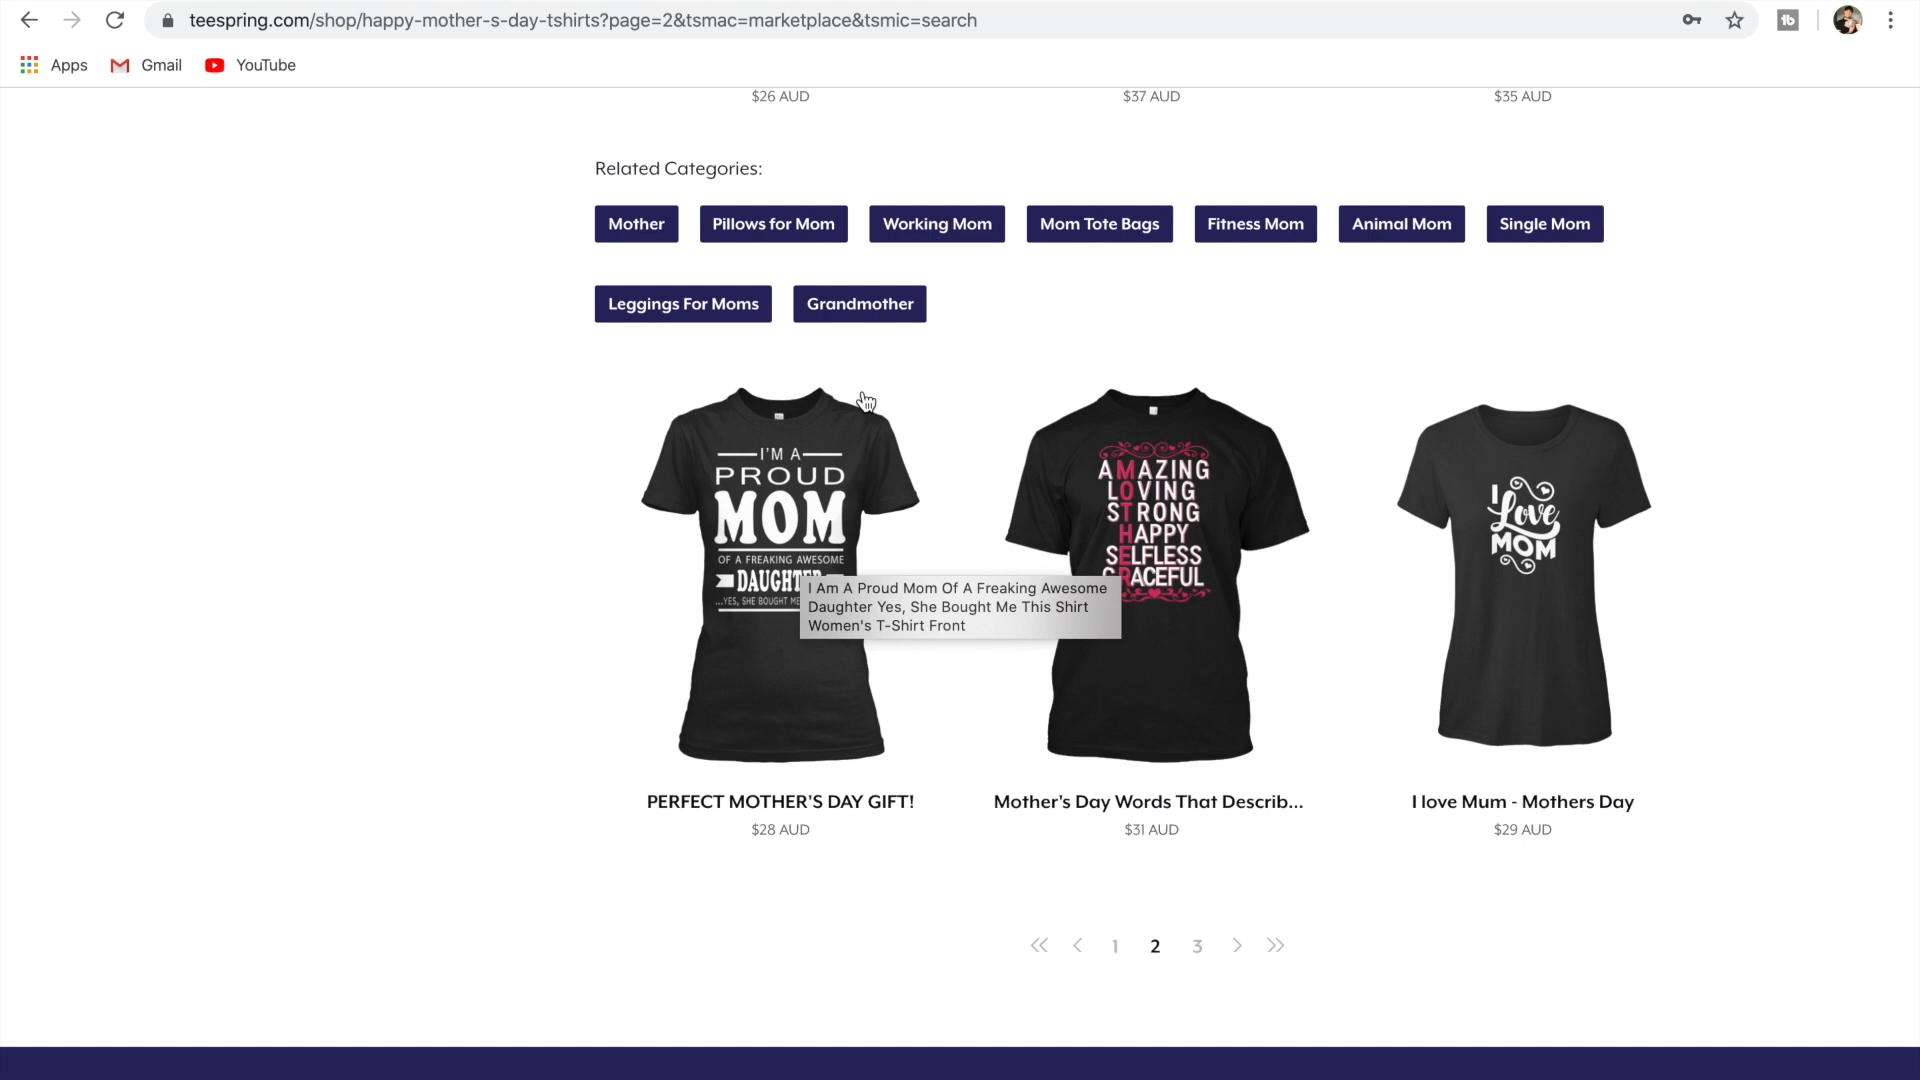 teespring.com/shop/happy-mother-s-day-tshirts?page=2&tsmac=marketplace&tsmic=search
Apps Gmail YouTube
$26 AUD $37 AUD $35 AUD
Related Categories:
Mother Pillows for Mom Working Mom Mom Tote Bags Fitness Mom Animal Mom Single Mom
Leggings For Moms Grandmother
I'M A
PROUD
MOM
OF A FREAKING AWESOME
...YES, SHE BOUGHT
AMAZING
LOVING
STRONG
HAPPY
SELFLESS
GRACEFUL
I
Love
MOM
I Am A Proud Mom Of A Freaking Awesome
Daughter Yes, She Bought Me This Shirt
Women's T-Shirt Front
PERFECT MOTHER'S DAY GIFT! Mother's Day Words That Describ... I love Mum - Mothers Day
$28 AUD $31 AUD $29 AUD
1 2 3